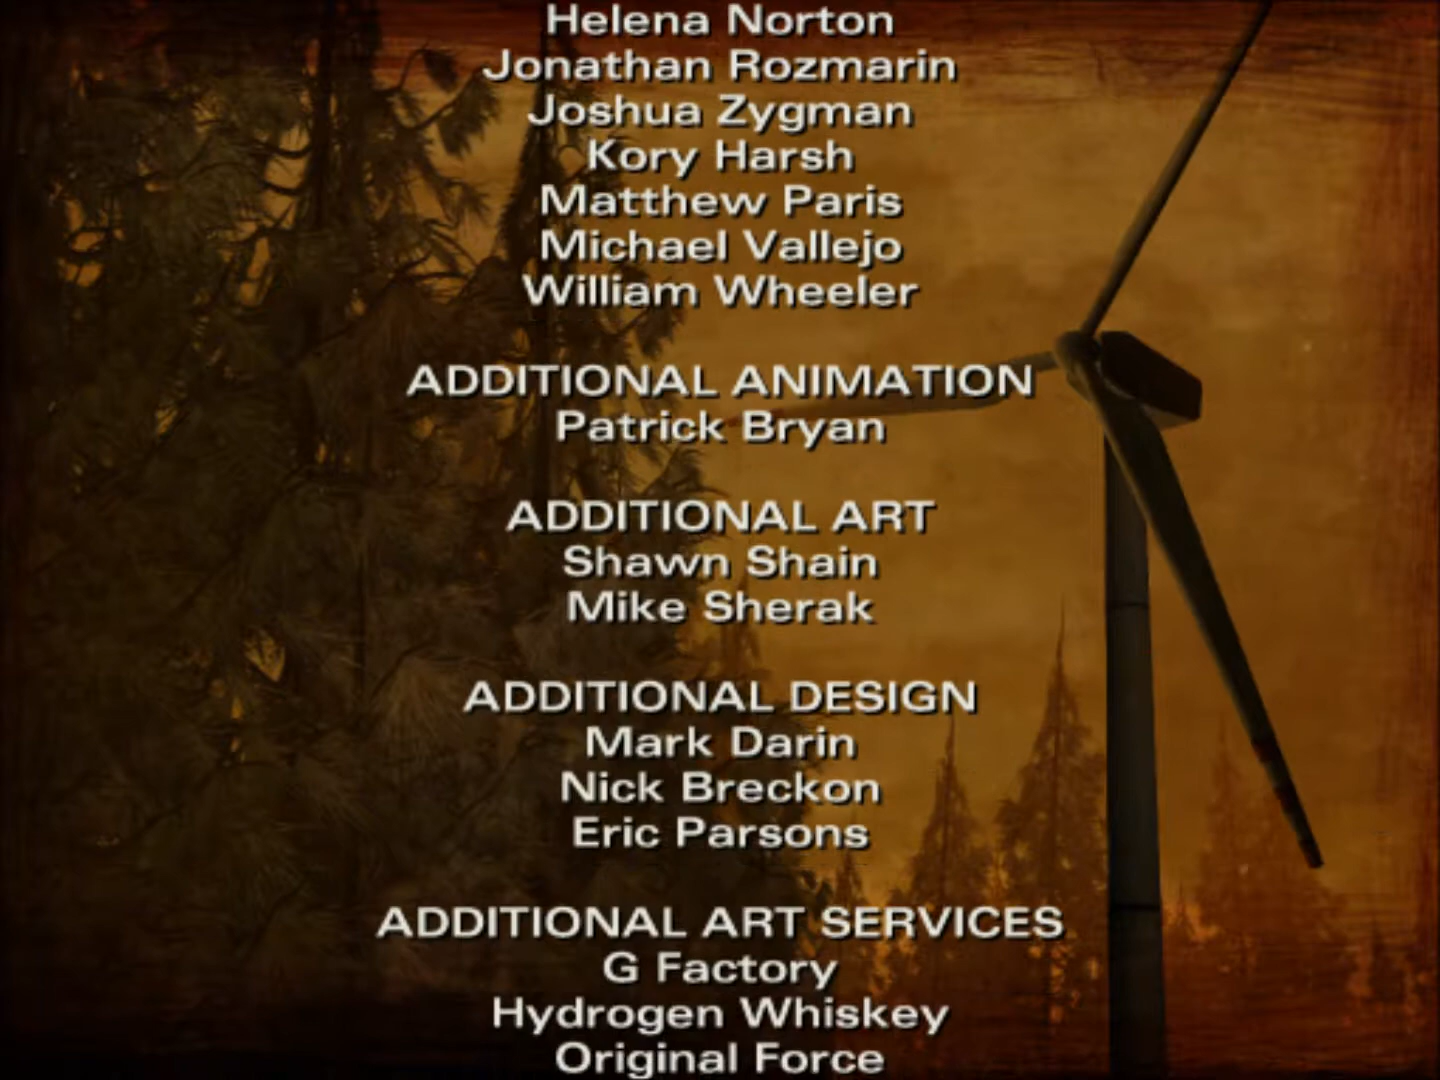 Helena Norton
Jonathan Rozmarin
Joshua Zygman
Kory Harsh
Matthew Paris
Michael Vallejo
William Wheeler
ADDITIONAL ANIMATION
Patrick Bryan
ADDITIONAL ART
Shawn Shain
Mike Sherak
ADDITIONAL DESIGN
Mark Darin
Nick Breckon
Eric Parsons
ADDITIONAL ART SERVICES
G Factory
Hydrogen Whiskey
Original Force